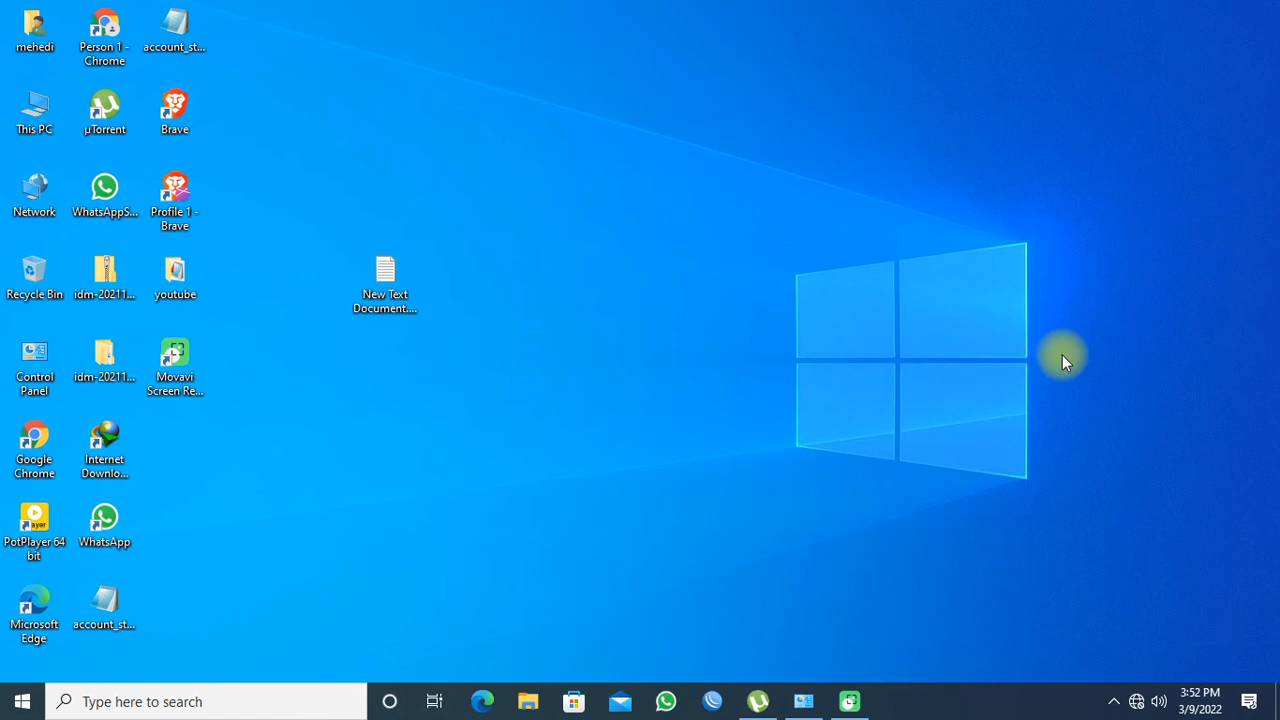 mehedi
Person 1 -
Chrome
account_st...
This PC
µTorrent
Brave
Network
WhatsAppS...
Profile 1 -
Brave
Recycle Bin
idm-20211...
youtube
New Text
Document....
Control
Panel
idm-20211...
Movavi
Screen Re...
Google
Chrome
Internet
Downlo...
PotPlayer 64
bit
WhatsApp
Microsoft
Edge
account_st...
Type here to search
3:52 PM
3/9/2022